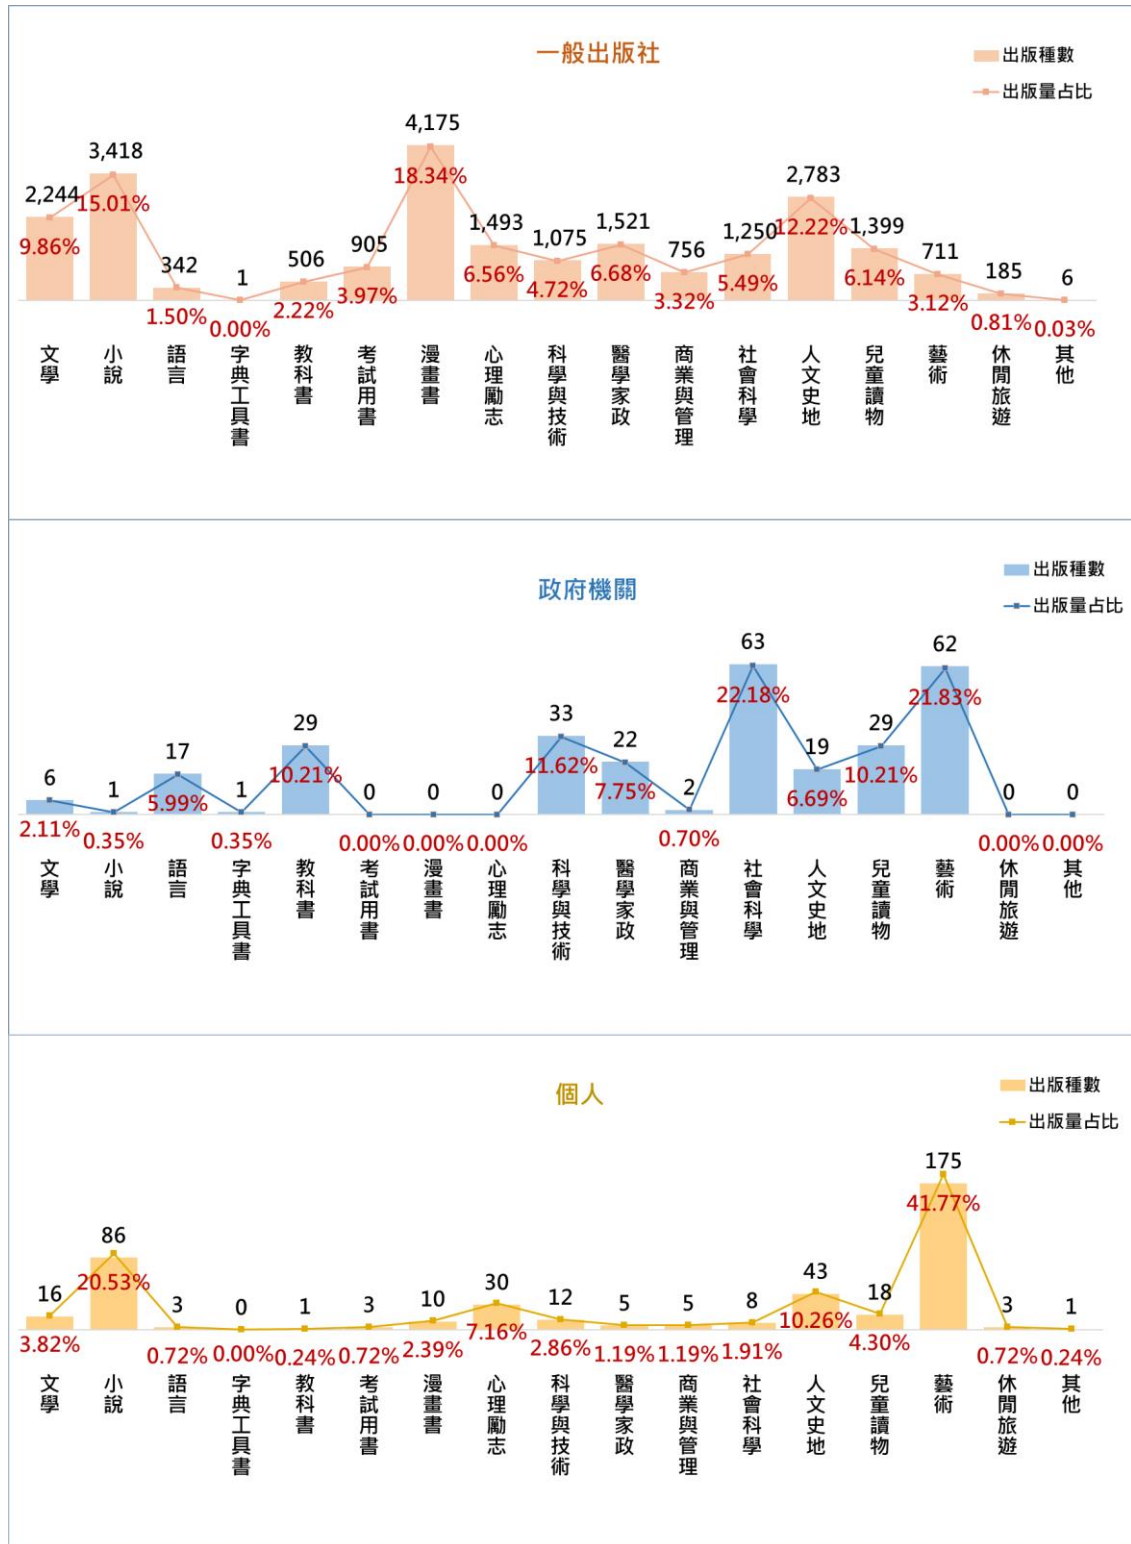 一般出版社
出版種數
出版量占比
2,244 3,418 342 1 506 905 4,175 1,493 1,075 1,521 756 1,250 2,783 1,399 711 185 6
9.86% 15.01% 1.50% 0.00% 2.22% 3.97% 18.34% 6.56% 4.72% 6.68% 3.32% 5.49% 12.22% 6.14% 3.12% 0.81% 0.03%
文學 小說 語言 字典工具書 教科書 考試用書 漫畫書 心理勵志 科學與技術 醫學家政 商業與管理 社會科學 人文史地 兒童讀物 藝術 休閒旅遊 其他
政府機關
出版種數
出版量占比
6 1 17 1 29 0 0 0 33 22 2 63 19 29 62 0 0
2.11% 0.35% 5.99% 0.35% 10.21% 0.00% 0.00% 0.00% 11.62% 7.75% 0.70% 22.18% 6.69% 10.21% 21.83% 0.00% 0.00%
文學 小說 語言 字典工具書 教科書 考試用書 漫畫書 心理勵志 科學與技術 醫學家政 商業與管理 社會科學 人文史地 兒童讀物 藝術 休閒旅遊 其他
個人
出版種數
出版量占比
16 86 3 0 1 3 10 30 12 5 5 8 43 18 175 3 1
3.82% 20.53% 0.72% 0.00% 0.24% 0.72% 2.39% 7.16% 2.86% 1.19% 1.19% 1.91% 10.26% 4.30% 41.77% 0.72% 0.24%
文學 小說 語言 字典工具書 教科書 考試用書 漫畫書 心理勵志 科學與技術 醫學家政 商業與管理 社會科學 人文史地 兒童讀物 藝術 休閒旅遊 其他